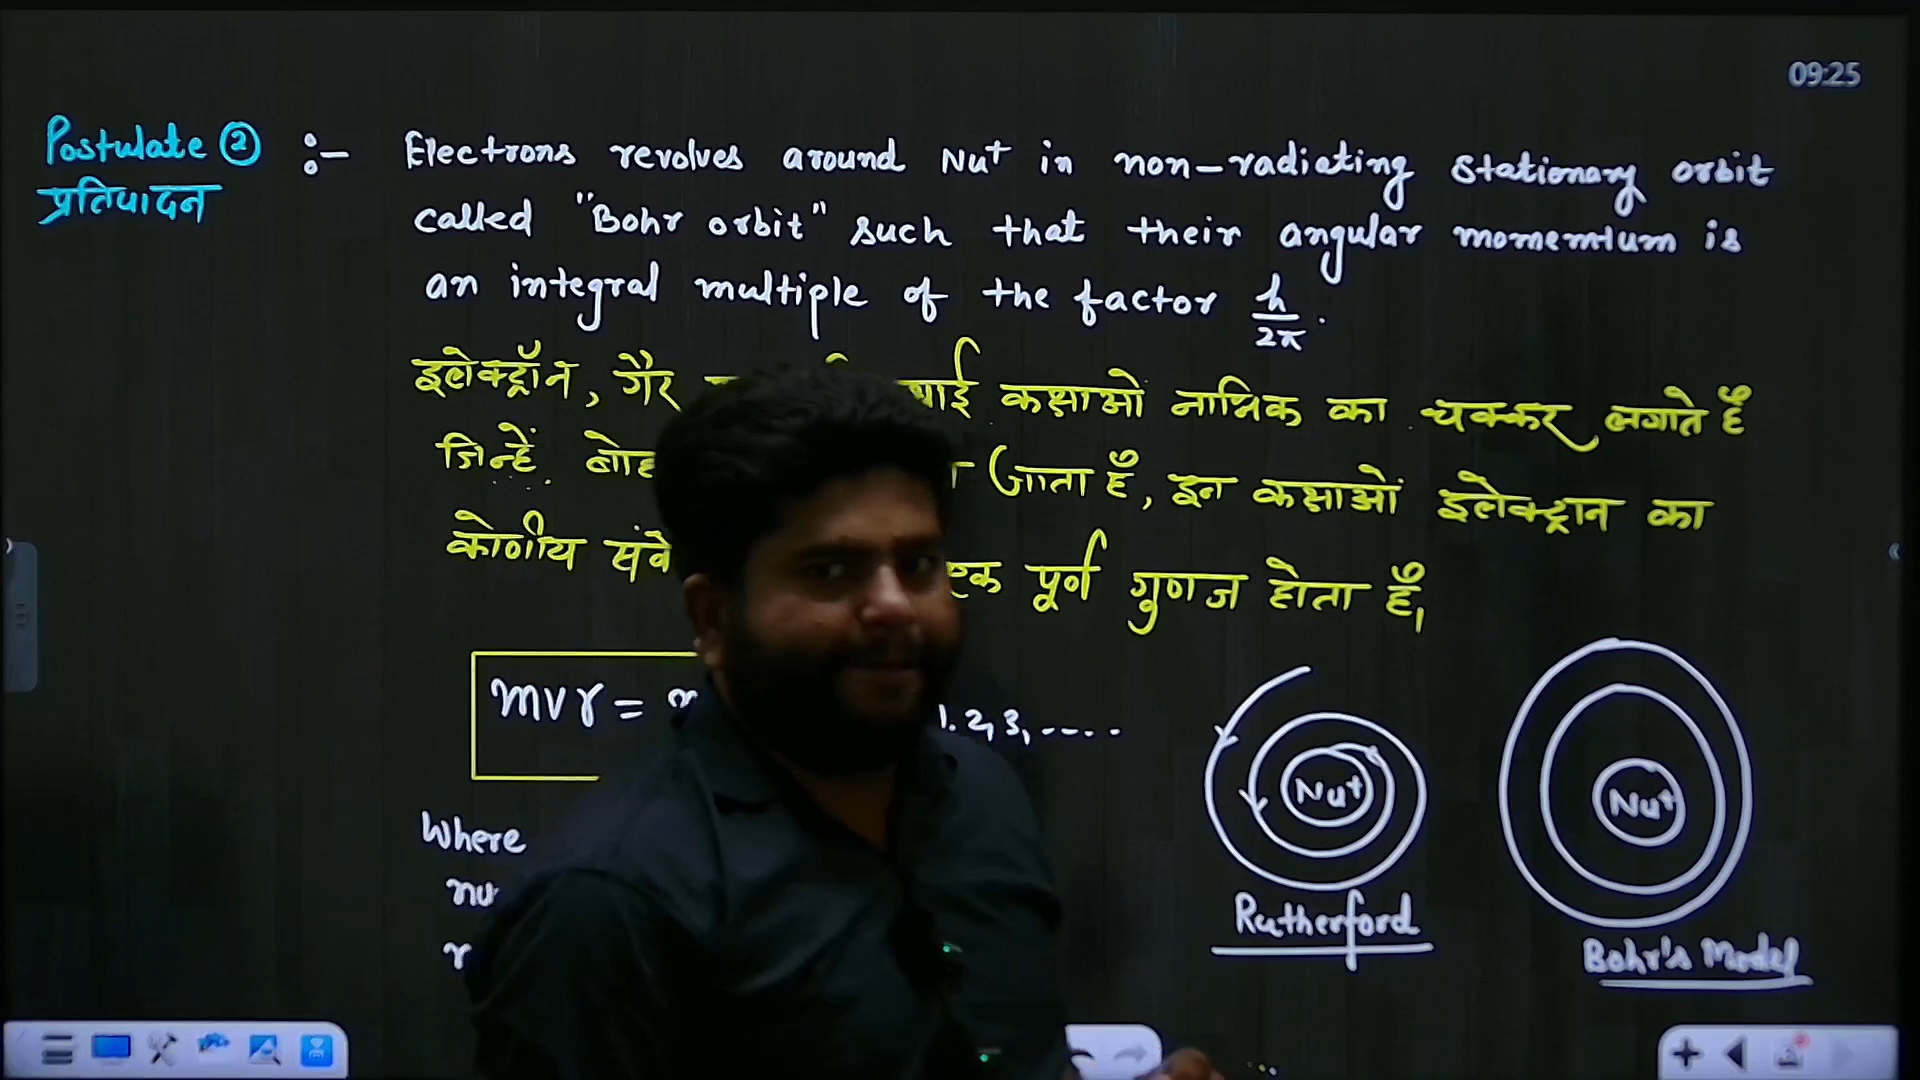 09:25
Postulate ② :- Electrons revolves around Nu⁺ in non-radiating stationary orbit
प्रतिपादन
called "Bohr orbit" such that their angular momemtum is
an integral multiple of the factor h/2π.
इलेक्ट्रॉन, गैर कक्षाओ नाभिक का चक्कर लगाते हैँ
जिन्हें जाता हैँ, इन कक्षाओं इलेक्ट्रान का
कोणीय एक पूर्ण गुणज होता हैँ,
mvr = 1. 2, 3, ....
Where
Nu⁺
Rutherford
Nu⁺
Bohr's Model